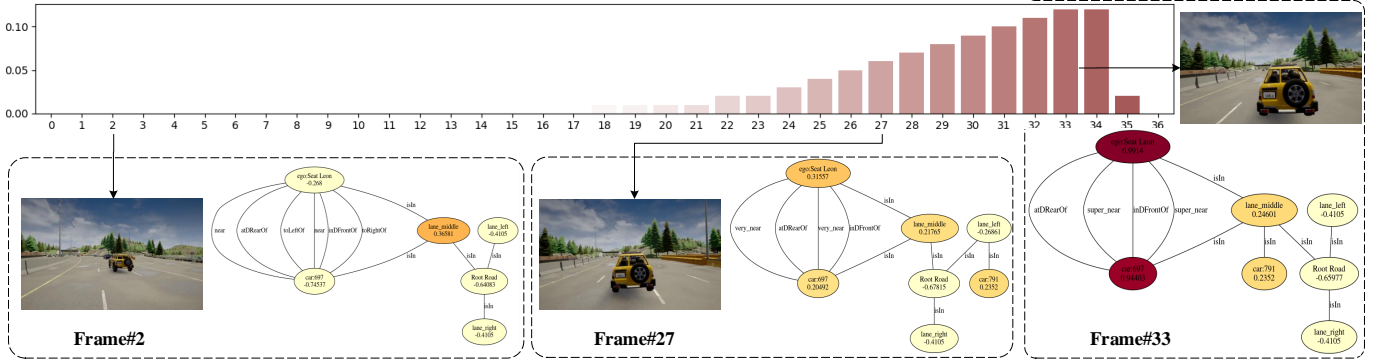 0.10
0.05
0.00
0 1 2 3 4 5 6 7 8 9 10 11 12 13 14 15 16 17 18 19 20 21 22 23 24 25 26 27 28 29 30 31 32 33 34 35 36
ego:Seat Leon
-0.268
isIn
near
atDRearOf
toLeftOf
near
inDFrontOf
toRightOf
lane_middle
0.36581
lane_left
-0.4105
isIn
isIn
isIn
car:697
-0.74537
Root Road
-0.64083
isIn
lane_right
-0.4105
Frame#2
ego:Seat Leon
0.31557
isIn
very_near
atDRearOf
very_near
inDFrontOf
lane_middle
0.21765
lane_left
-0.26861
isIn
isIn
isIn
isIn
car:697
0.20492
Root Road
-0.67815
car:791
0.2352
isIn
lane_right
-0.4105
Frame#27
ego:Seat Leon
isIn
atDRearOf
super_near
inDFrontOf
super_near
lane_middle
0.24601
lane_left
-0.4105
isIn
isIn
isIn
isIn
car:697
car:791
0.2352
Root Road
-0.65977
isIn
lane_right
-0.4105
Frame#33